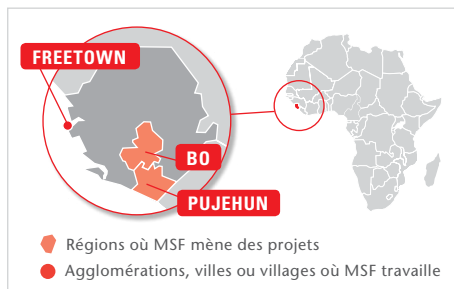 FREETOWN
BO
PUJEHUN
Régions où MSF mène des projets
Agglomérations, villes ou villages où MSF travaille